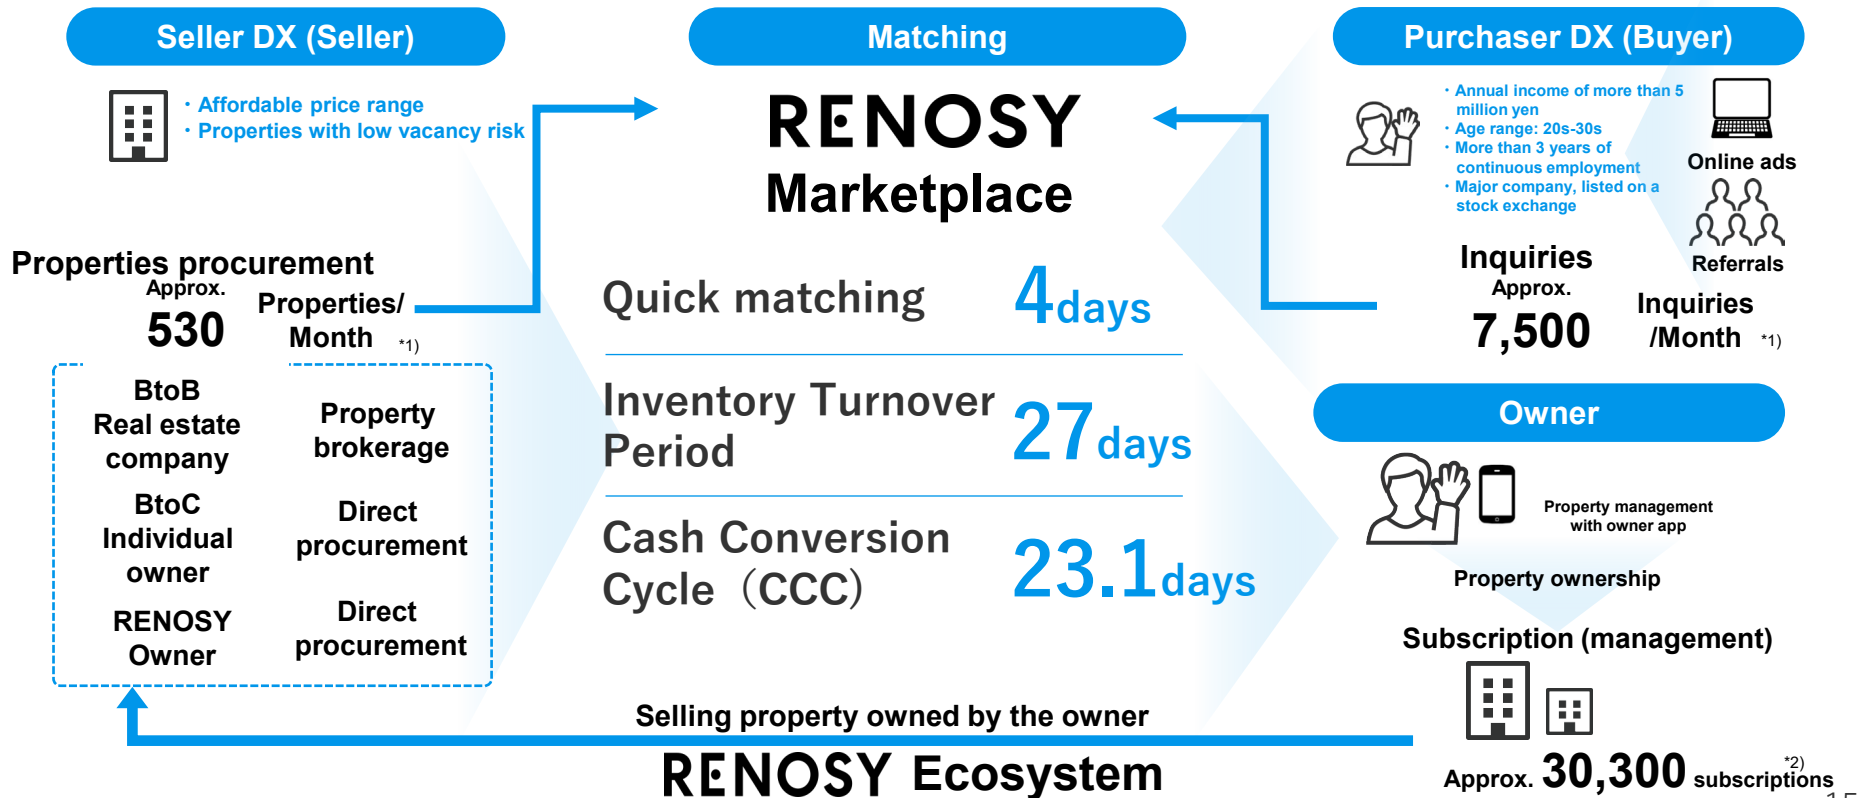 Seller DX (Seller)
・Affordable price range
・Properties with low vacancy risk
Properties procurement
Approx.
530
Properties/
Month *1)
BtoB
Real estate
company
Property
brokerage
BtoC
Individual
owner
Direct
procurement
RENOSY
Owner
Direct
procurement
Matching
RENOSY
Marketplace
Quick matching 4days
Inventory Turnover
Period
27days
Cash Conversion
Cycle（CCC）
23.1days
Selling property owned by the owner
RENOSY Ecosystem
Purchaser DX (Buyer)
・Annual income of more than 5
million yen
・Age range: 20s-30s
・More than 3 years of
continuous employment
・Major company, listed on a
stock exchange
Online ads
Referrals
Inquiries
Approx.
7,500
Inquiries
/Month *1)
Owner
Property management
with owner app
Property ownership
Subscription (management)
Approx. 30,300 subscriptions *2)